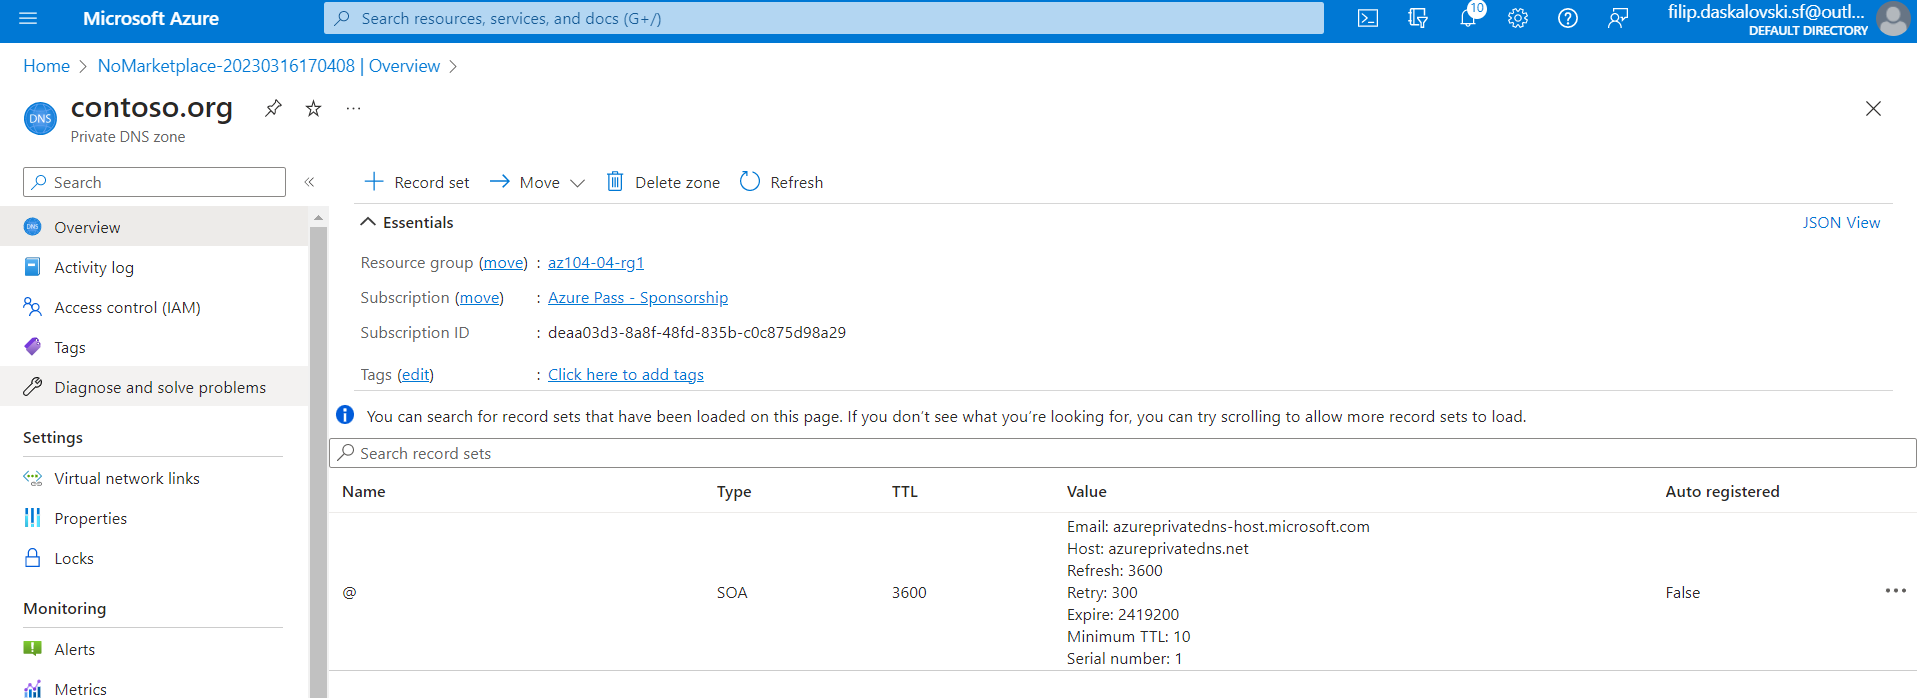 Microsoft Azure
Search resources, services, and docs (G+/)
10
filip.daskalovski.sf@outl...
DEFAULT DIRECTORY
Home > NoMarketplace-20230316170408 | Overview >
DNS
contoso.org
Private DNS zone
Search
«
+ Record set
Move
Delete zone
Refresh
Overview
Activity log
Access control (IAM)
Tags
Diagnose and solve problems
Settings
Virtual network links
Properties
Locks
Monitoring
Alerts
Metrics
Essentials
JSON View
Resource group (move) : az104-04-rg1
Subscription (move) : Azure Pass - Sponsorship
Subscription ID : deaa03d3-8a8f-48fd-835b-c0c875d98a29
Tags (edit) : Click here to add tags
You can search for record sets that have been loaded on this page. If you don't see what you're looking for, you can try scrolling to allow more record sets to load.
Search record sets
Name Type TTL Value Auto registered
@ SOA 3600
Email: azureprivatedns-host.microsoft.com
Host: azureprivatedns.net
Refresh: 3600
Retry: 300
Expire: 2419200
Minimum TTL: 10
Serial number: 1
False